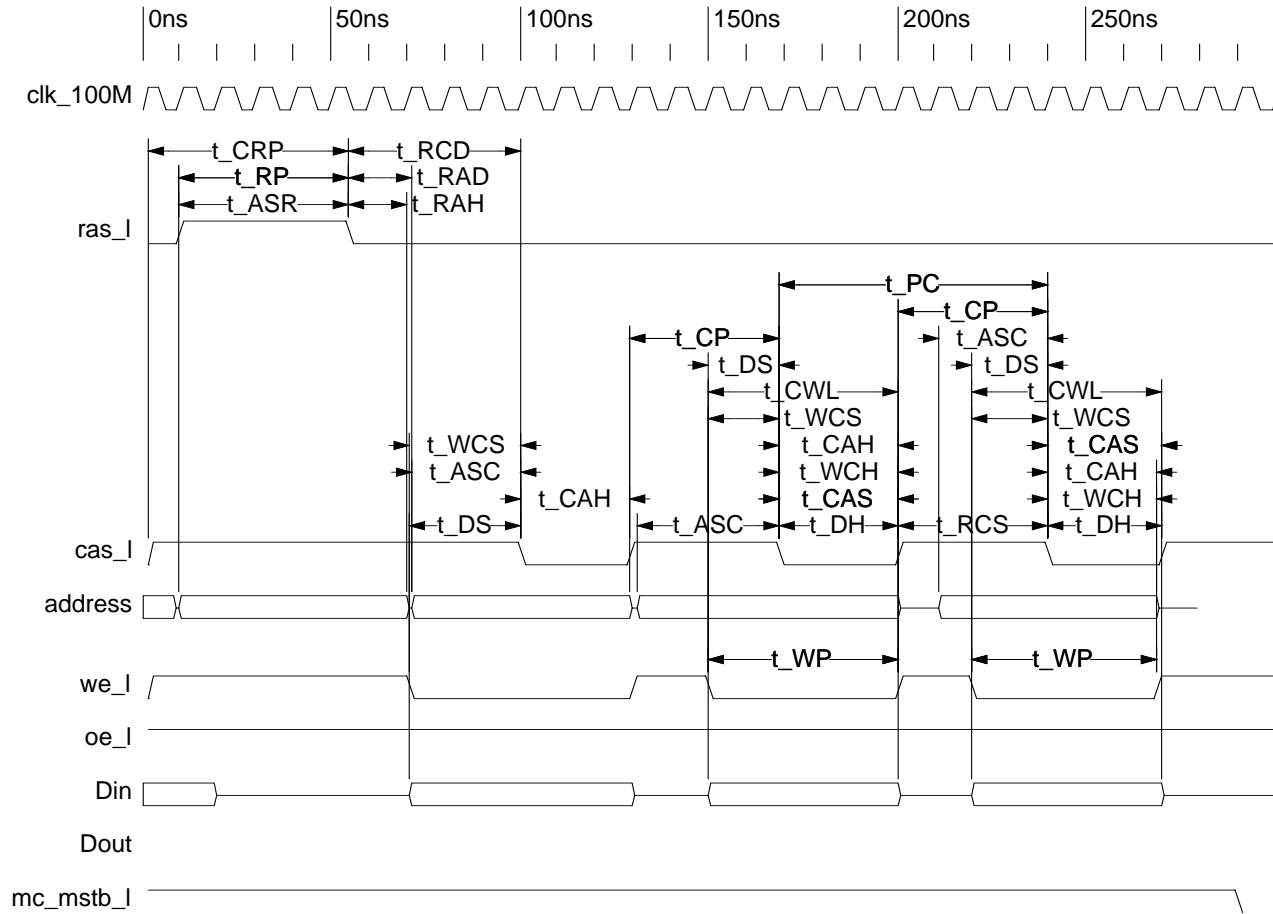 0ns 50ns 100ns 150ns 200ns 250ns
clk_100M
t_CRP t_RCD
t_RP t_RAD
t_ASR t_RAH
ras_l
t_PC
t_CP
t_CP t_ASC
t_DS t_DS
t_CWL t_CWL
t_WCS t_WCS
t_WCS t_CAH t_CAS
t_ASC t_WCH t_CAH
t_CAH t_CAS t_WCH
t_DS t_ASC t_DH t_RCS t_DH
cas_l
address
t_WP t_WP
we_l
oe_l
Din
Dout
mc_mstb_l